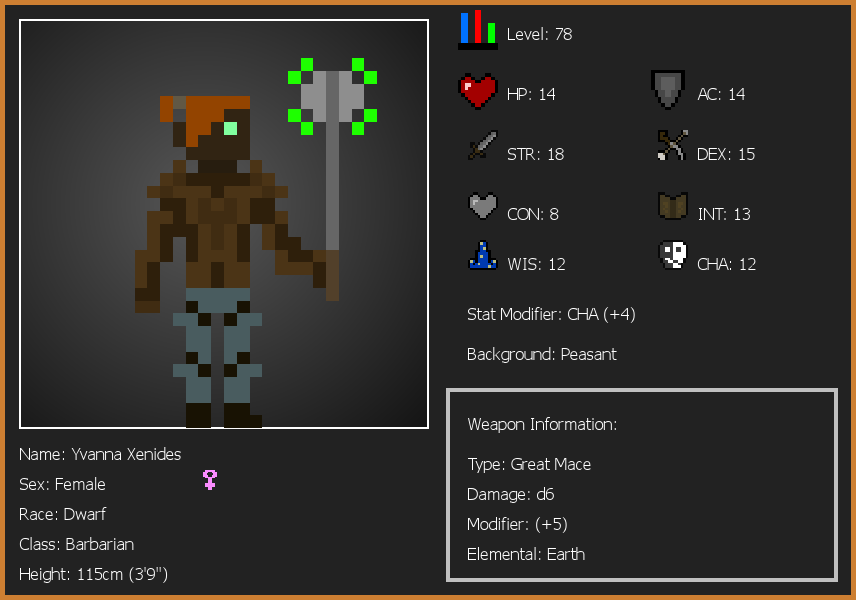 Level: 78
HP: 14
AC: 14
STR: 18
DEX: 15
CON: 8
INT: 13
WIS: 12
CHA: 12
Stat Modifier: CHA (+4)
Background: Peasant
Weapon Information:
Type: Great Mace
Damage: d6
Modifier: (+5)
Elemental: Earth
Name: Yvanna Xenides
Sex: Female
Race: Dwarf
Class: Barbarian
Height: 115cm (3'9")